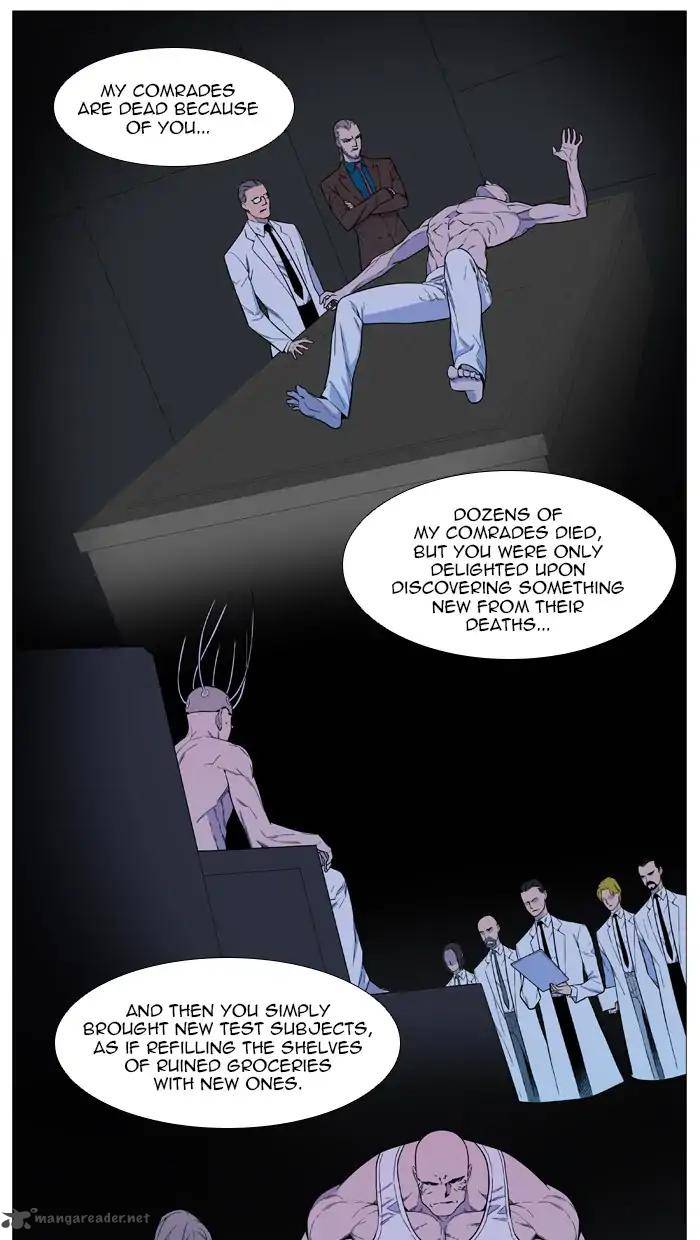 MY COMRADES
ARE DEAD BECAUSE
OF YOU...
DOZENS OF
MY COMRADES DIED,
BUT YOU WERE ONLY
DELIGHTED UPON
DISCOVERING SOMETHING
NEW FROM THEIR
DEATHS...
AND THEN YOU SIMPLY
BROUGHT NEW TEST SUBJECTS,
AS IF REFILLING THE SHELVES
OF RUINED GROCERIES
WITH NEW ONES.
mangareader.net